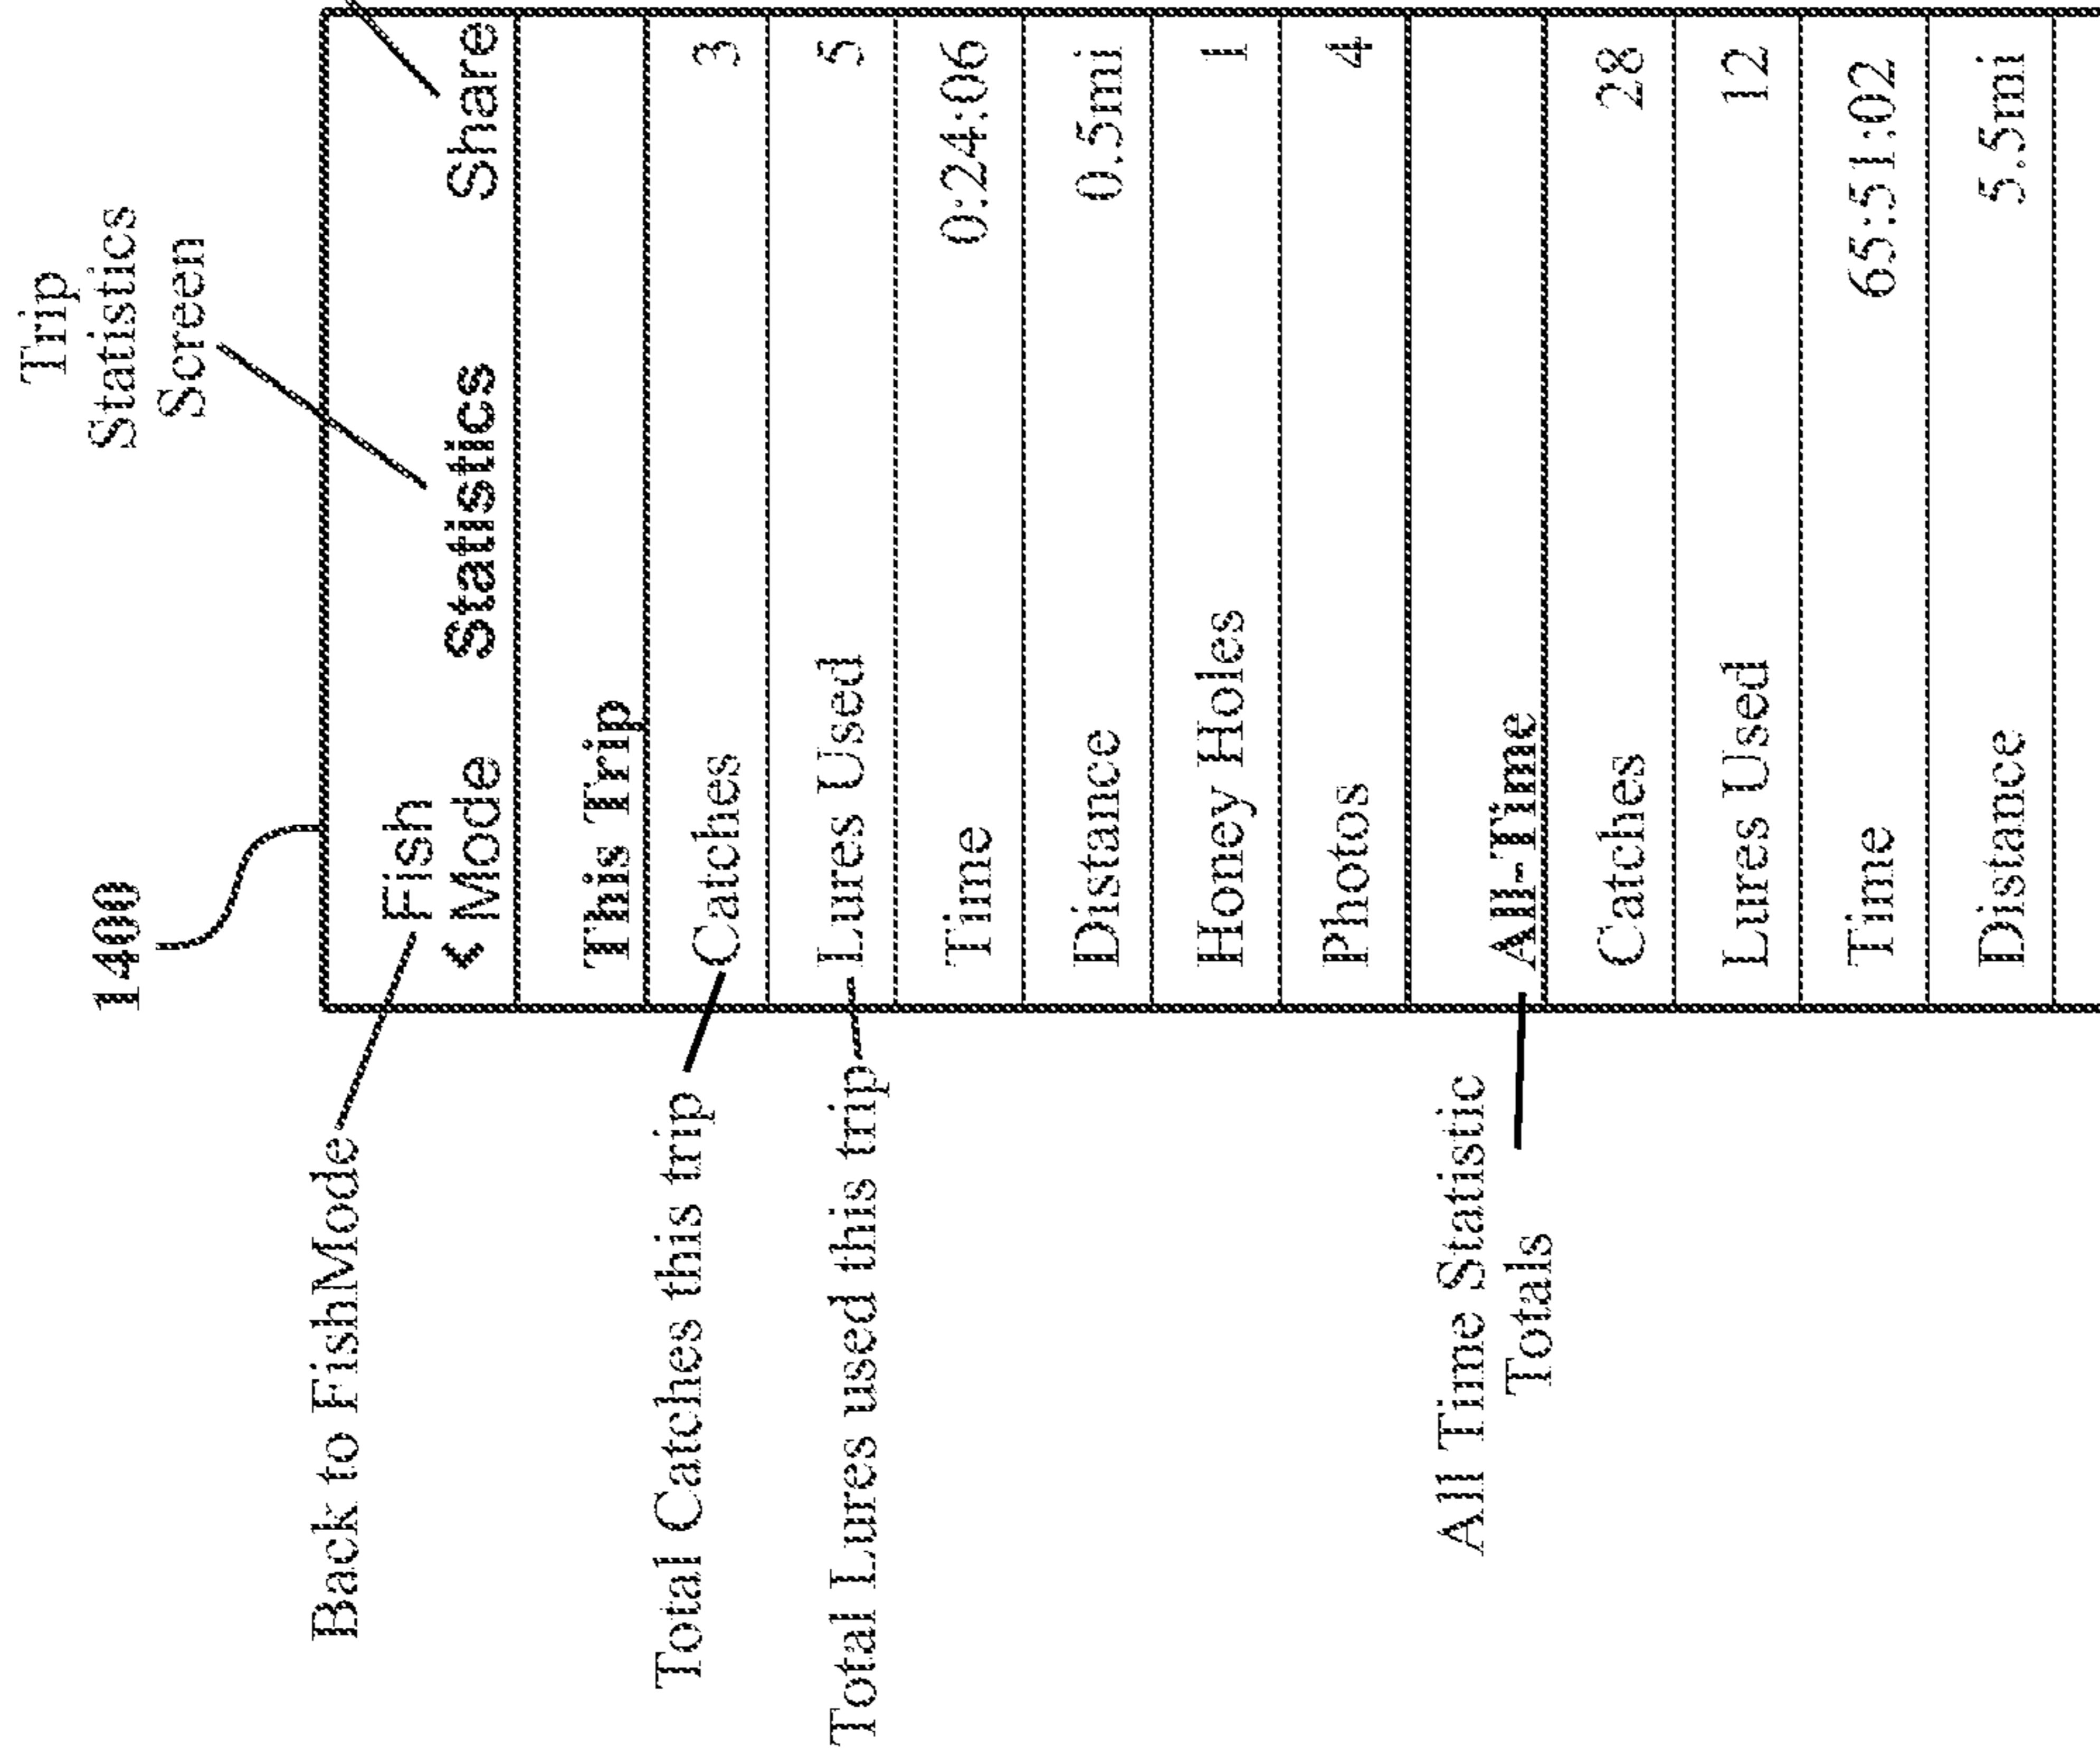 1400
Trip
Statistics
Screen
Back to FishMode
Fish
< Mode Statistics Share
This Trip
Total Catches this trip
Catches 3
Total Lures used this trip
Lures Used 5
Time 0:24:06
Distance 0.5mi
Honey Holes 1
Photos 4
All Time Statistic
Totals
All-Time
Catches 28
Lures Used 12
Time 65:51:02
Distance 5.5mi